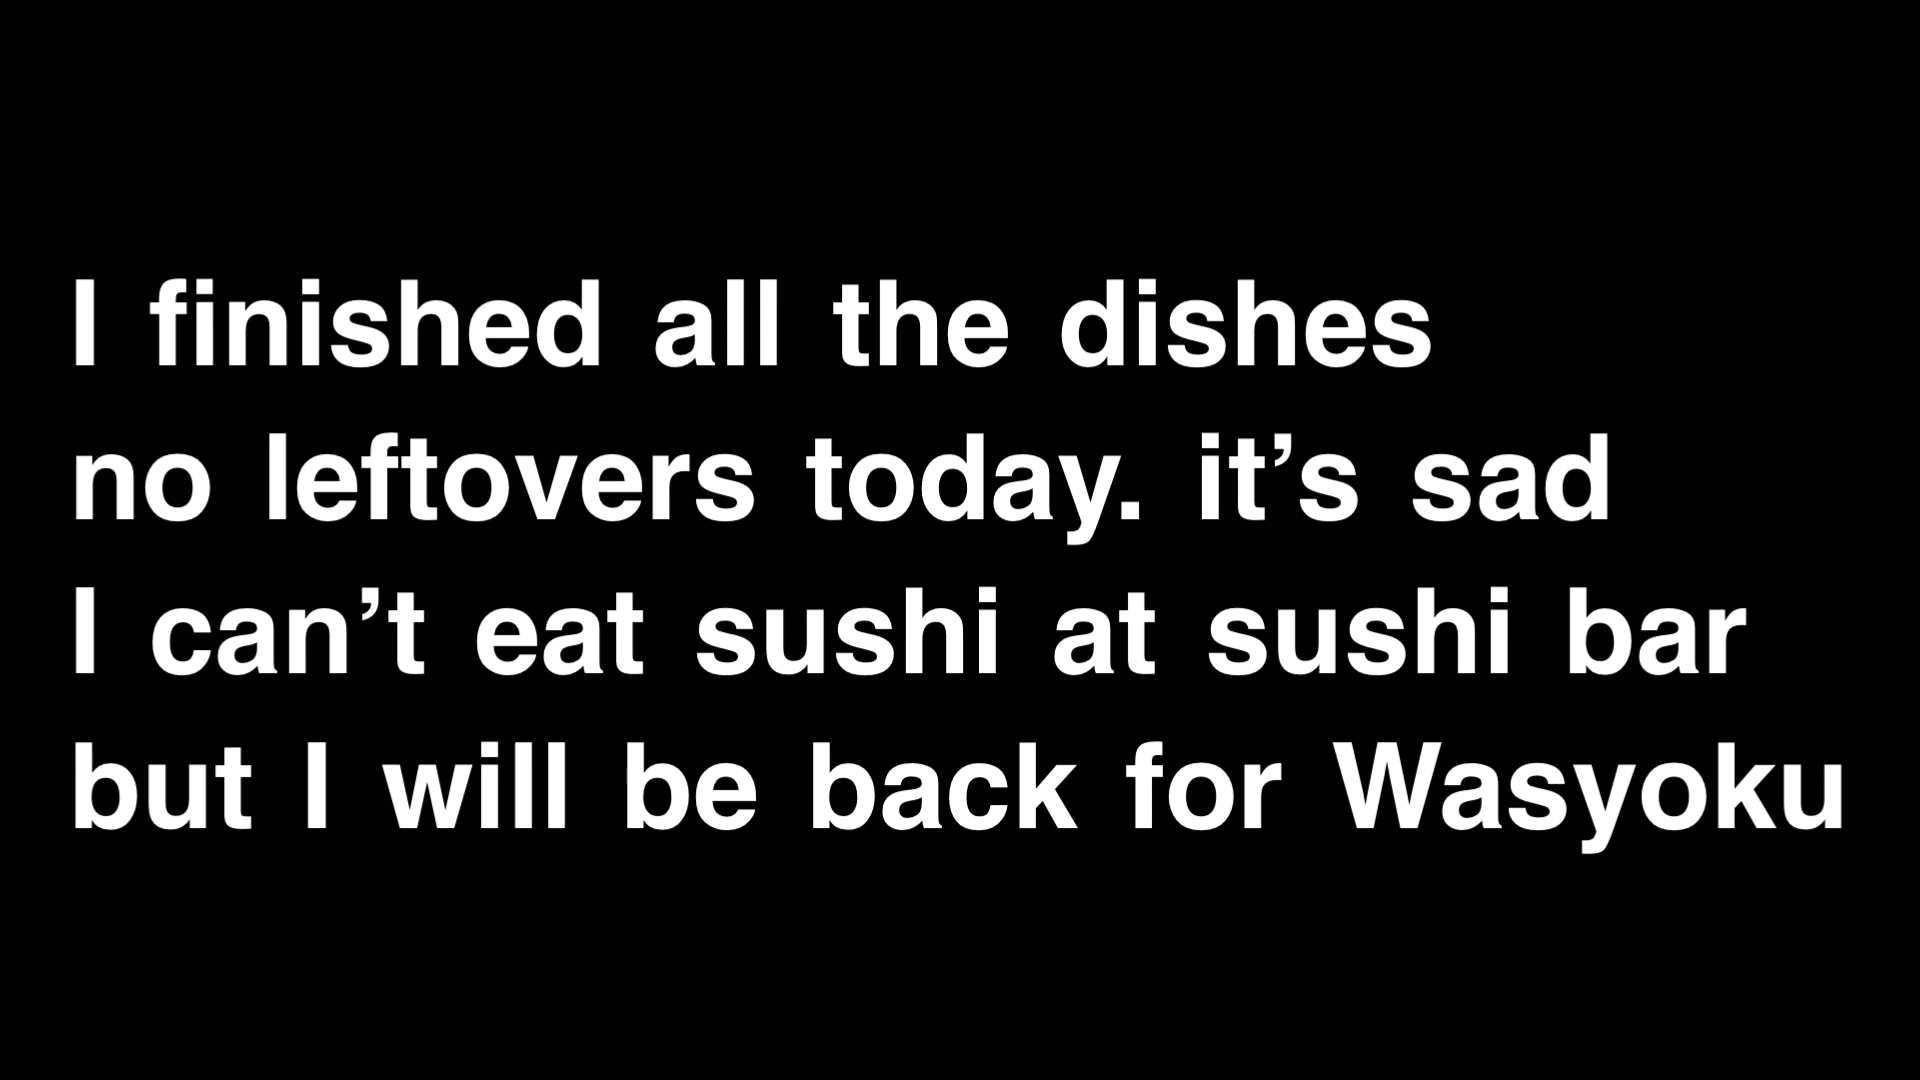 I finished all the dishes
no leftovers today. it’s sad
I can’t eat sushi at sushi bar
but I will be back for Wasyoku